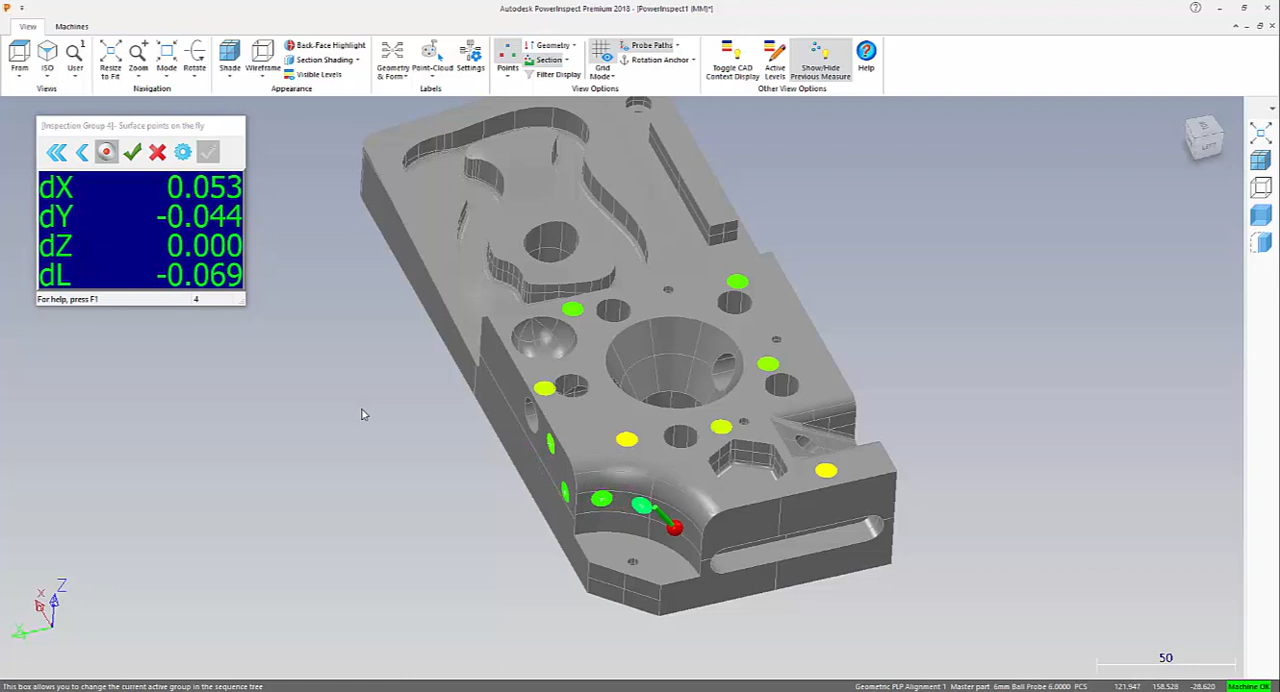 Autodesk PowerInspect Premium 2018 - [PowerInspect1 (MM)*]
View Machines
From ISO User Resize to Fit Zoom Mode Rotate Shade Wireframe Back-Face Highlight Section Shading Visible Levels Geometry & Form Point-Cloud Settings Points Geometry Section Filter Display Grid Mode Probe Paths Rotation Anchor Toggle CAD Context Display Active Levels Show/Hide Previous Measure Help
Views Navigation Appearance Labels View Options Other View Options
[Inspection Group 4]- Surface points on the fly
dX 0.053
dY -0.044
dZ 0.000
dL -0.069
For help, press F1 4
LEFT
X Z
Y
50
This box allows you to change the current active group in the sequence tree Geometric PLP Alignment 1 Master part 6mm Ball Probe 6.0000 PCS 121.947 158.528 -28.620 Machine OK